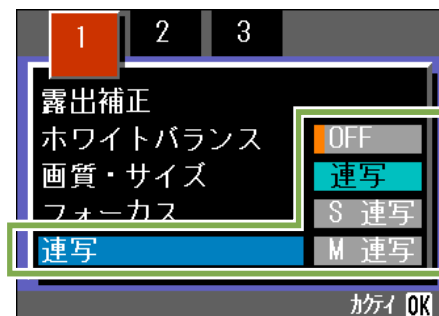 1 2 3
露出補正
ホワイトバランス OFF
画質・サイズ 連写
フォーカス S 連写
連写 M 連写
ｶｸﾃｲ OK